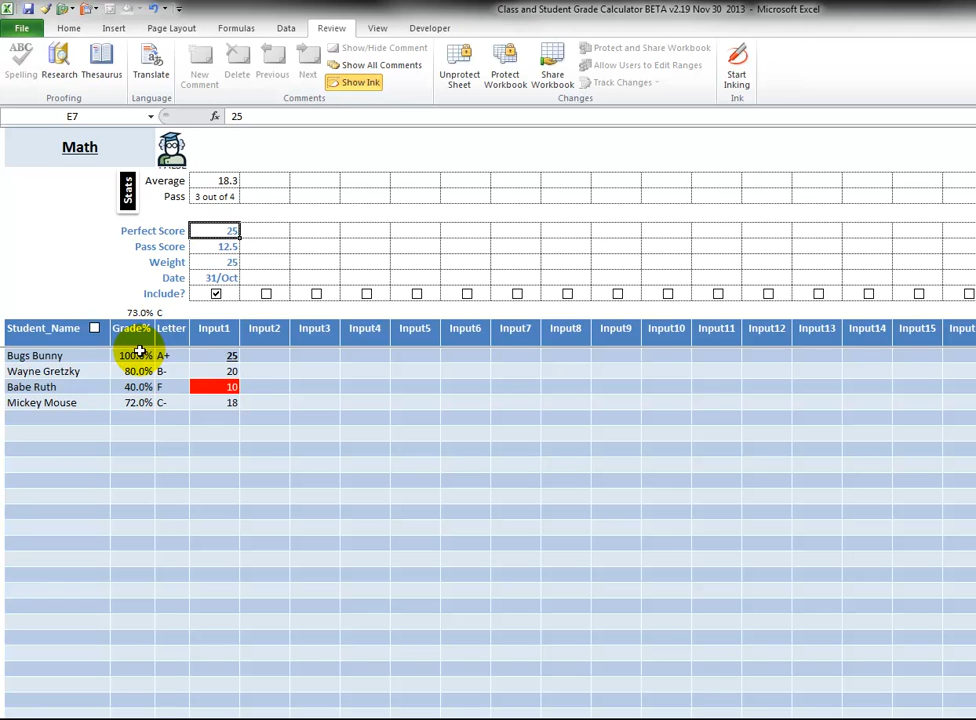 Class and Student Grade Calculator BETA v2.19 Nov 30 2013 - Microsoft Excel
File Home Insert Page Layout Formulas Data Review View Developer
ABC Spelling Research Thesaurus Translate New Comment Delete Previous Next Show/Hide Comment Show All Comments Show Ink Unprotect Sheet Protect Workbook Share Workbook Protect and Share Workbook Allow Users to Edit Ranges Track Changes Start Inking
Proofing Language Comments Changes Ink
E7 fx 25
Math
FALSE
Stats
Average 18.3
Pass 3 out of 4
Perfect Score 25
Pass Score 12.5
Weight 25
Date 31/Oct
Include?
73.0% C
Student_Name Grade% Letter Input1 Input2 Input3 Input4 Input5 Input6 Input7 Input8 Input9 Input10 Input11 Input12 Input13 Input14 Input15
Bugs Bunny 100.0% A+ 25
Wayne Gretzky 80.0% B- 20
Babe Ruth 40.0% F 10
Mickey Mouse 72.0% C- 18